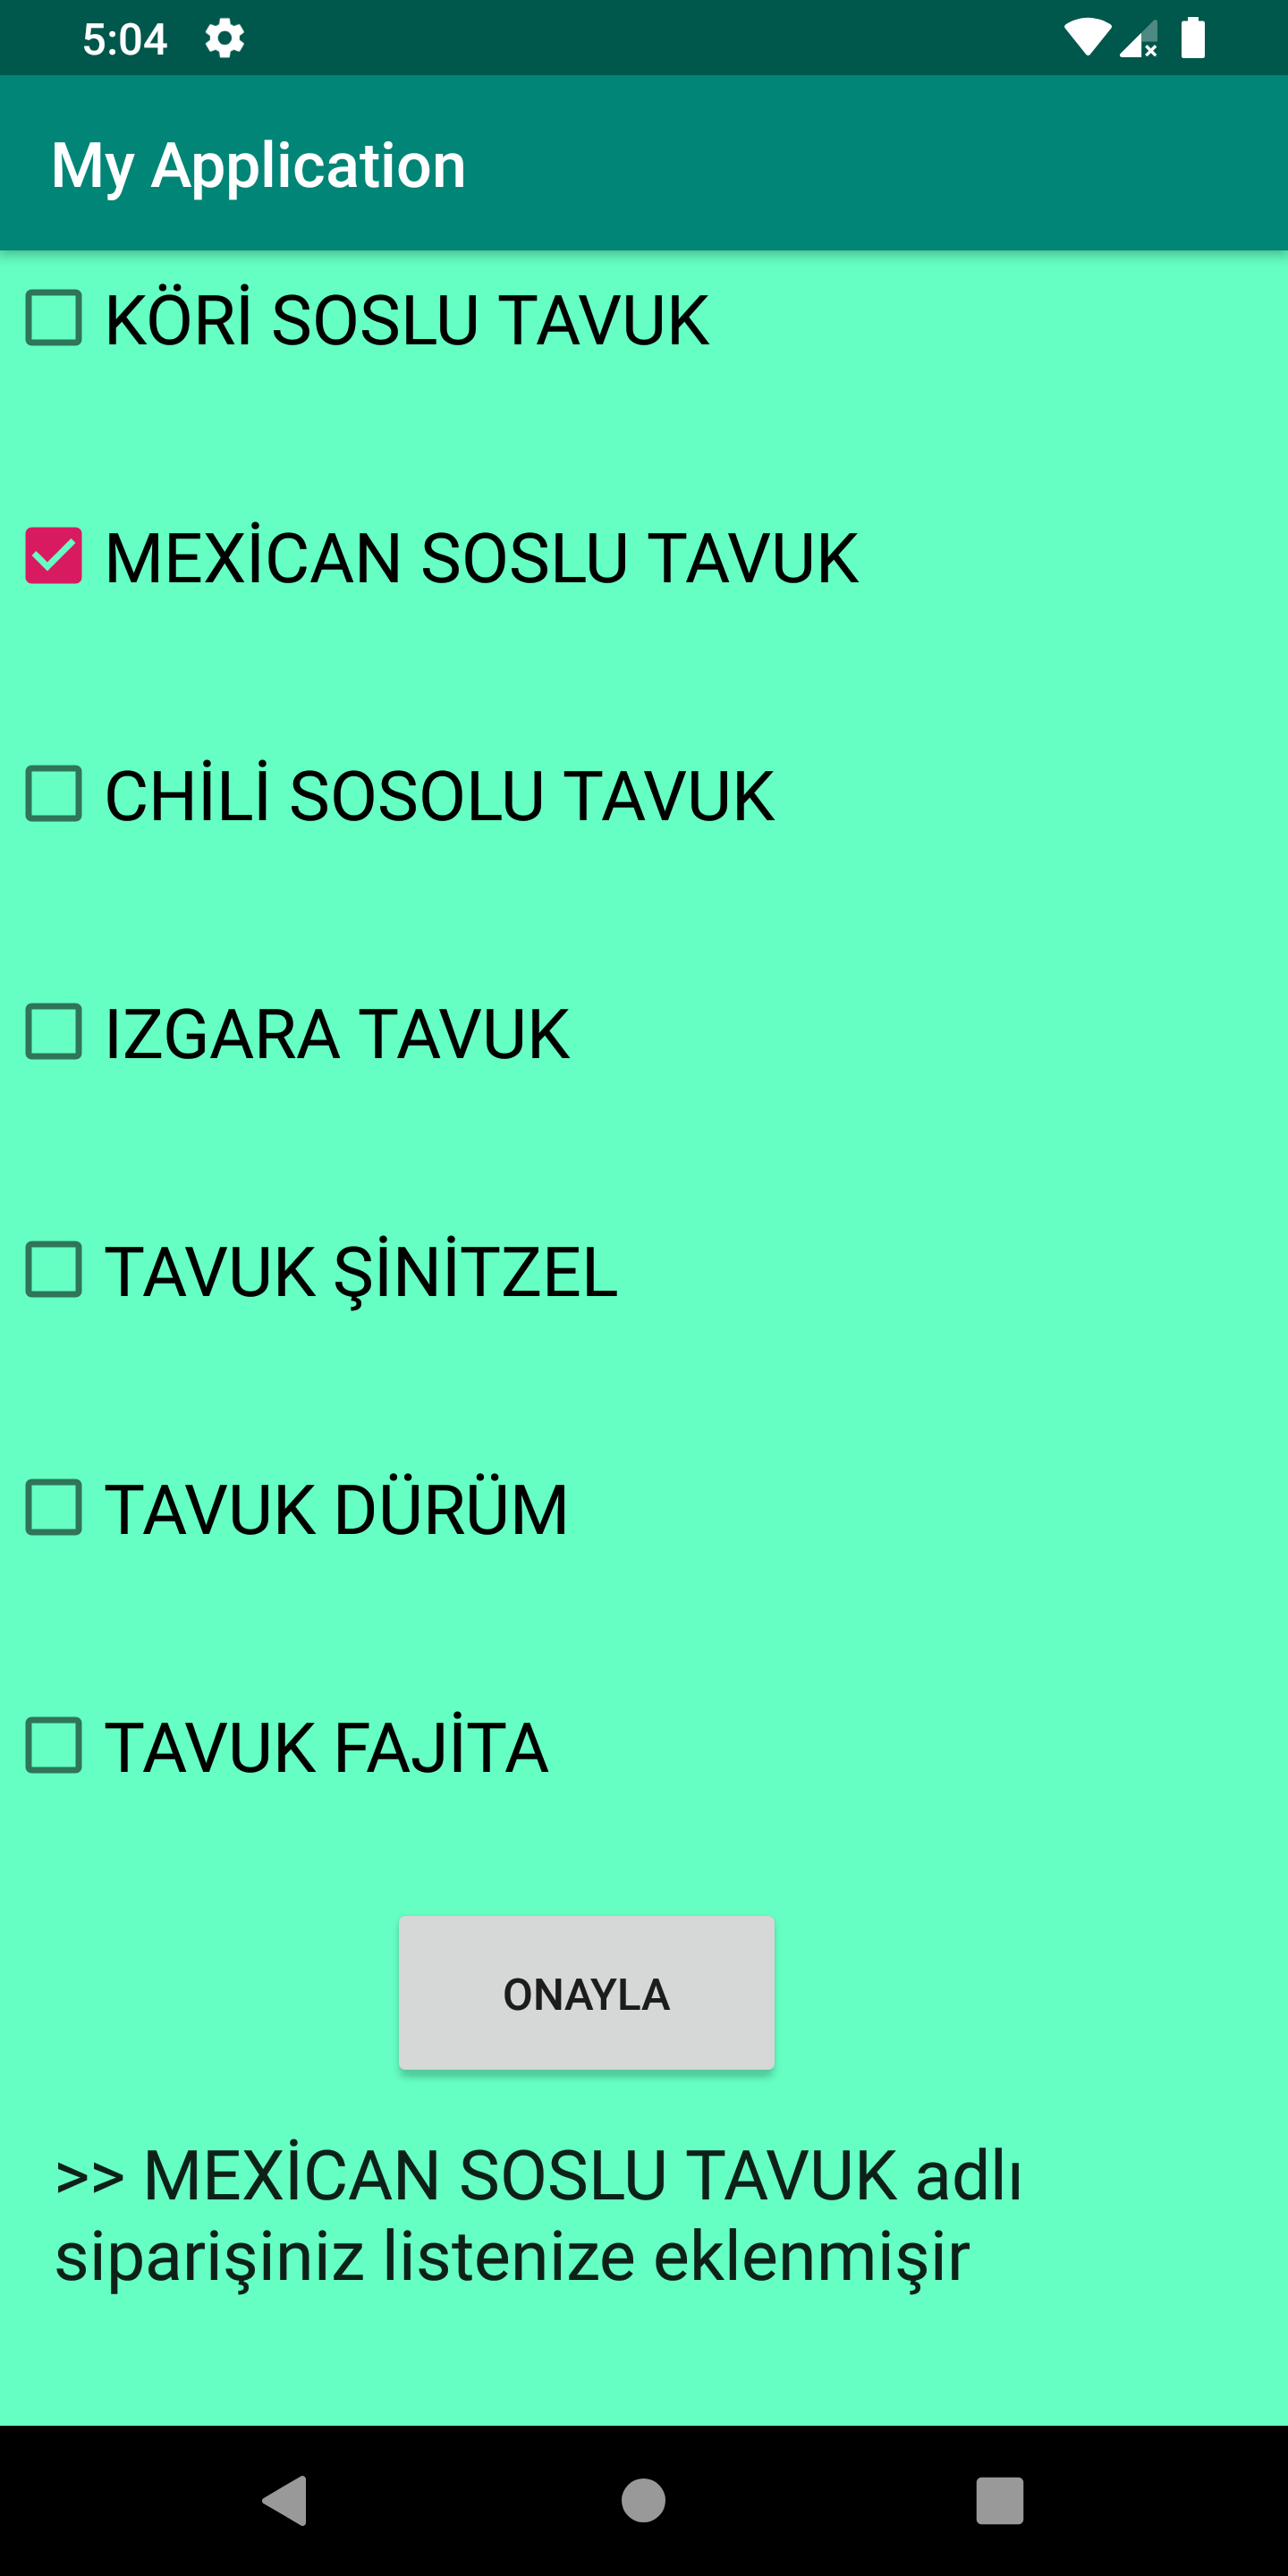 5:04
My Application
KÖRİ SOSLU TAVUK
MEXİCAN SOSLU TAVUK
CHİLİ SOSOLU TAVUK
IZGARA TAVUK
TAVUK ŞİNİTZEL
TAVUK DÜRÜM
TAVUK FAJİTA
ONAYLA
>> MEXİCAN SOSLU TAVUK adlı
siparişiniz listenize eklenmişir